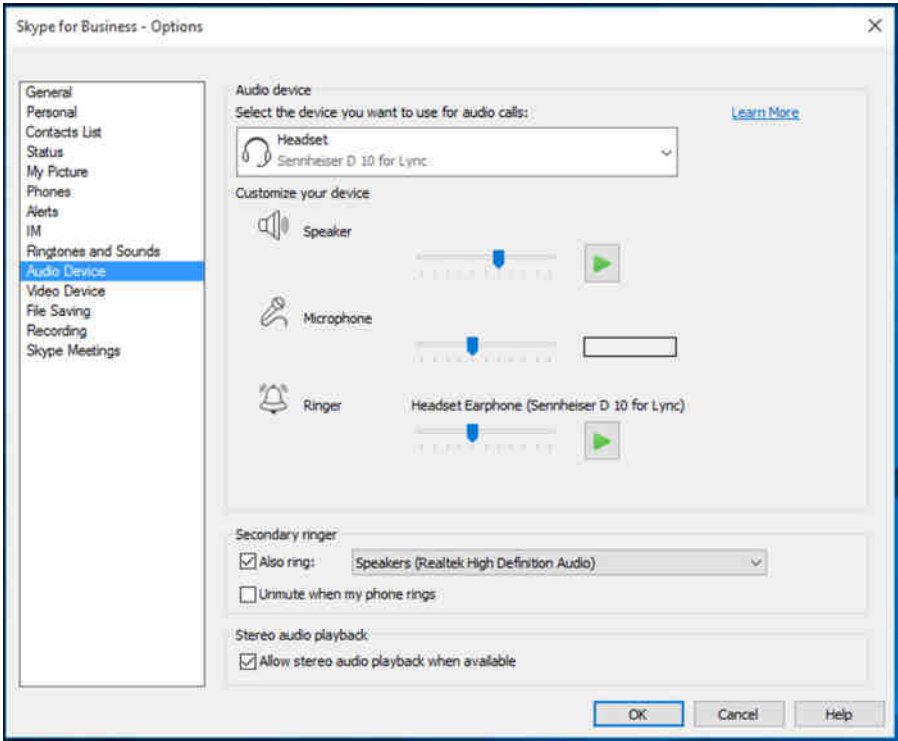 Skype for Business - Options
General
Personal
Contacts List
Status
My Picture
Phones
Alerts
IM
Ringtones and Sounds
Audio Device
Video Device
File Saving
Recording
Skype Meetings
Audio device
Select the device you want to use for audio calls:
Learn More
Headset
Sennheiser D 10 for Lync
Customize your device
Speaker
Microphone
Ringer
Headset Earphone (Sennheiser D 10 for Lync)
Secondary ringer
Also ring:
Speakers (Realtek High Definition Audio)
Unmute when my phone rings
Stereo audio playback
Allow stereo audio playback when available
OK
Cancel
Help